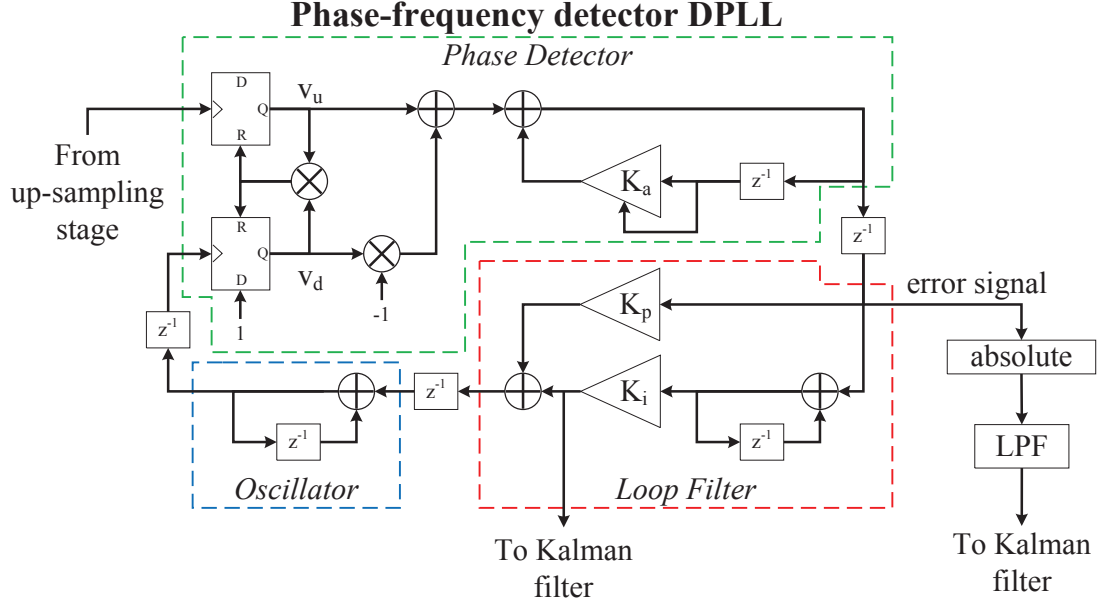 Phase-frequency detector DPLL
Phase Detector
D
Q
R
v_u
From
up-sampling
stage
K_a
z^-1
R
Q
D
v_d
-1
1
z^-1
z^-1
error signal
K_p
absolute
z^-1
K_i
z^-1
z^-1
LPF
Oscillator
Loop Filter
To Kalman
filter
To Kalman
filter